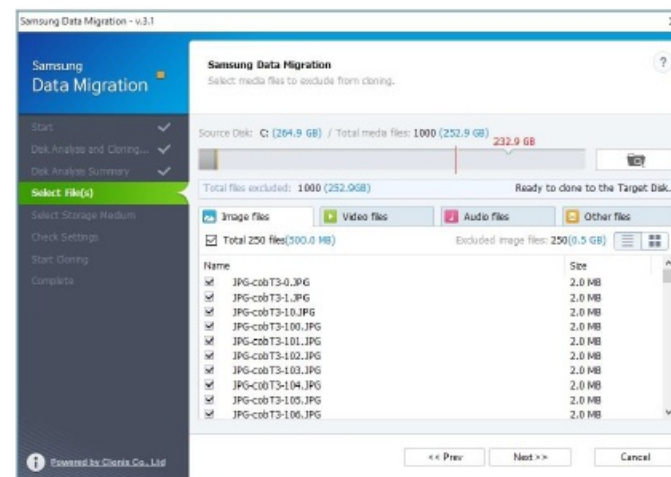 Samsung Data Migration - v.3.1
Samsung
Data Migration
Samsung Data Migration
Select media files to exclude from cloning.
?
Start
Disk Analysis and Cloning...
Disk Analysis Summary
Select File(s)
Select Storage Medium
Check Settings
Start Cloning
Complete
Source Disk: C: (264.9 GB) / Total media files: 1000 (252.9 GB)
232.9 GB
Total files excluded: 1000 (252.9GB)
Ready to clone to the Target Disk.
Image files
Video files
Audio files
Other files
Total 250 files(500.0 MB)
Excluded image files: 250(0.5 GB)
Name
Size
JPG-cobT3-0.JPG
2.0 MB
JPG-cobT3-1.JPG
2.0 MB
JPG-cobT3-10.JPG
2.0 MB
JPG-cobT3-100.JPG
2.0 MB
JPG-cobT3-101.JPG
2.0 MB
JPG-cobT3-102.JPG
2.0 MB
JPG-cobT3-103.JPG
2.0 MB
JPG-cobT3-104.JPG
2.0 MB
JPG-cobT3-105.JPG
2.0 MB
JPG-cobT3-106.JPG
2.0 MB
Powered by Clonix Co., Ltd
<< Prev
Next >>
Cancel